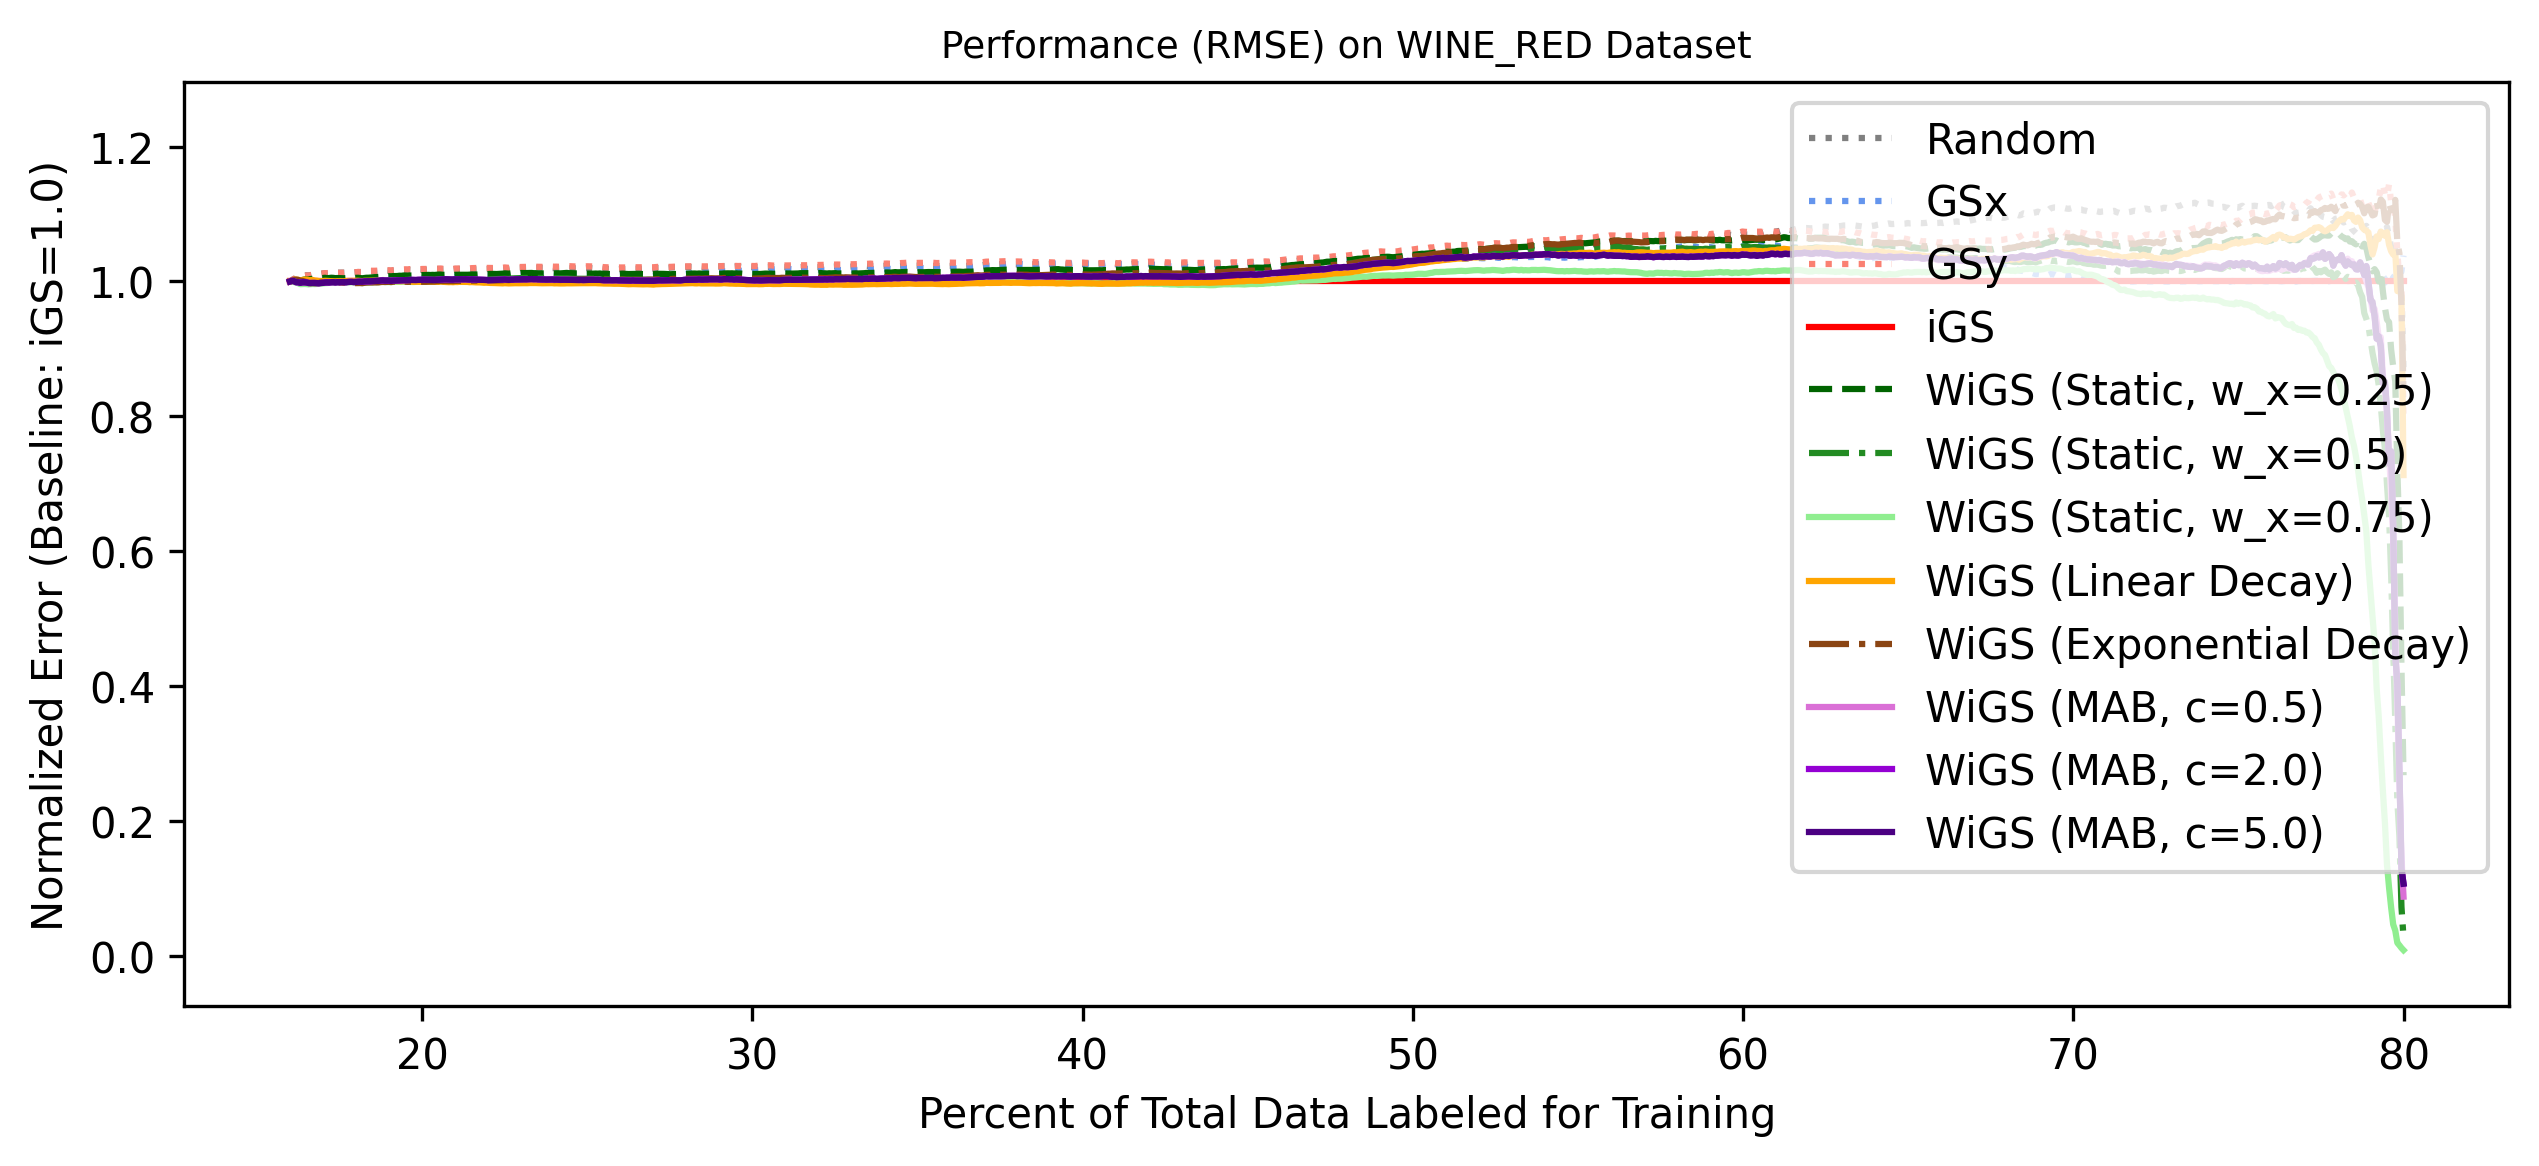 Performance (RMSE) on WINE_RED Dataset
Normalized Error (Baseline: iGS=1.0)
1.2
1.0
0.8
0.6
0.4
0.2
0.0
Random
GSx
GSy
iGS
WiGS (Static, w_x=0.25)
WiGS (Static, w_x=0.5)
WiGS (Static, w_x=0.75)
WiGS (Linear Decay)
WiGS (Exponential Decay)
WiGS (MAB, c=0.5)
WiGS (MAB, c=2.0)
WiGS (MAB, c=5.0)
20 30 40 50 60 70 80
Percent of Total Data Labeled for Training